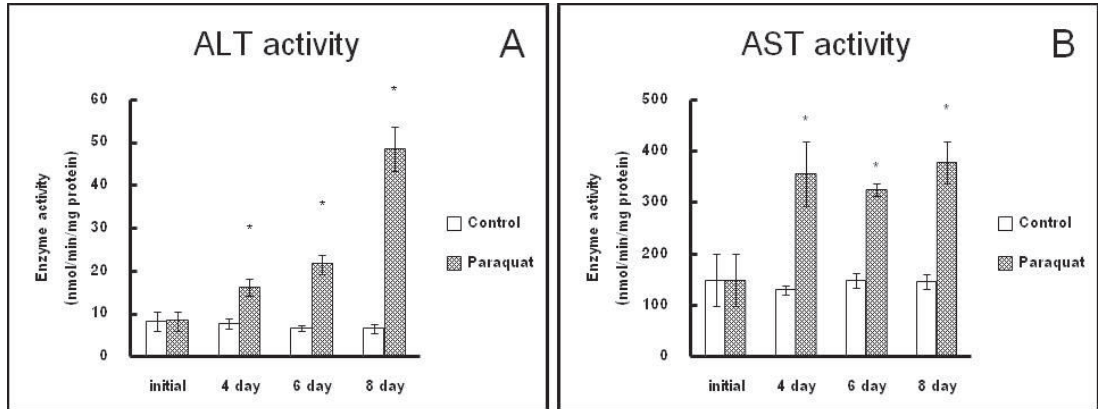 ALT activity
A
*
*
*
60
50
40
30
20
10
0
Enzyme activity
(nmol/min/mg protein)
initial 4 day 6 day 8 day
Control
Paraquat
AST activity
B
*
*
*
500
400
300
200
100
0
Enzyme activity
(nmol/min/mg protein)
initial 4 day 6 day 8 day
Control
Paraquat